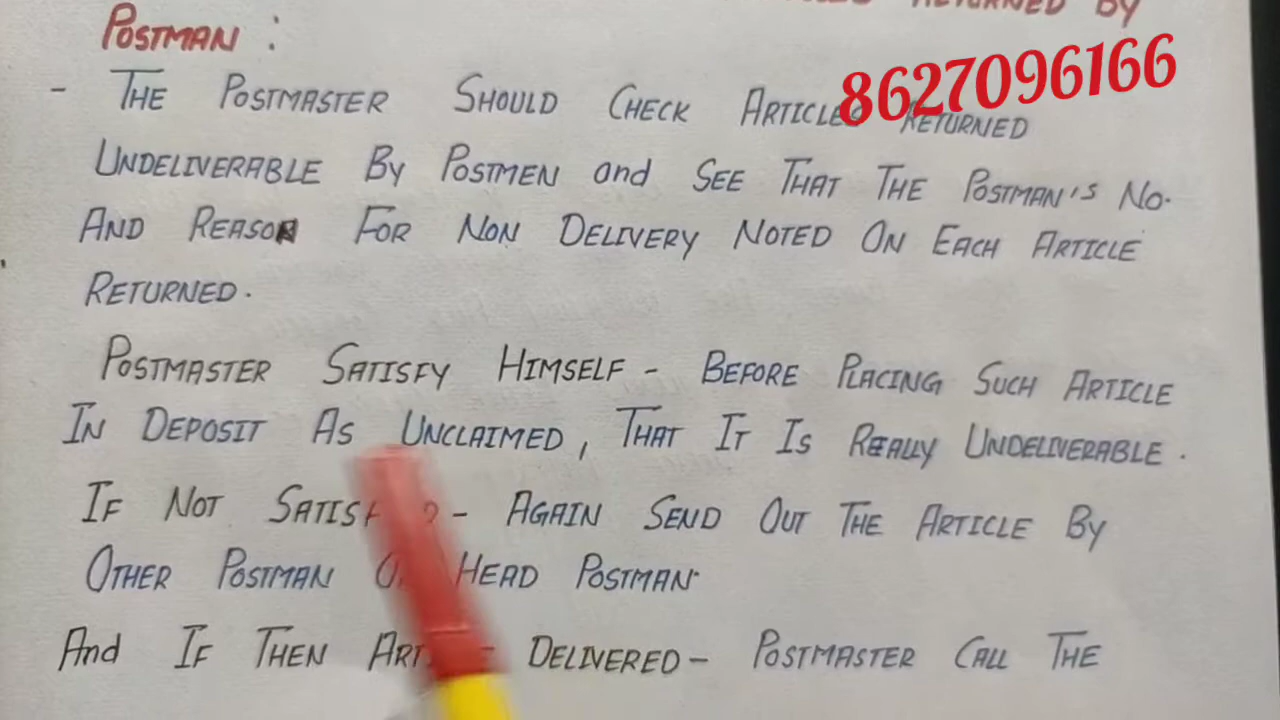 RETURNED BY
POSTMAN :
8627096166
- THE POSTMASTER SHOULD CHECK ARTICLES RETURNED
UNDELIVERABLE BY POSTMEN and SEE THAT THE POSTMAN'S NO.
AND REASON FOR NON DELIVERY NOTED ON EACH ARTICLE
RETURNED.
POSTMASTER SATISFY HIMSELF - BEFORE PLACING SUCH ARTICLE
IN DEPOSIT AS UNCLAIMED, THAT IT IS REALLY UNDELIVERABLE.
IF NOT - AGAIN SEND OUT THE ARTICLE BY
OTHER POSTMAN HEAD POSTMAN
And IF THEN - DELIVERED - POSTMASTER CALL THE